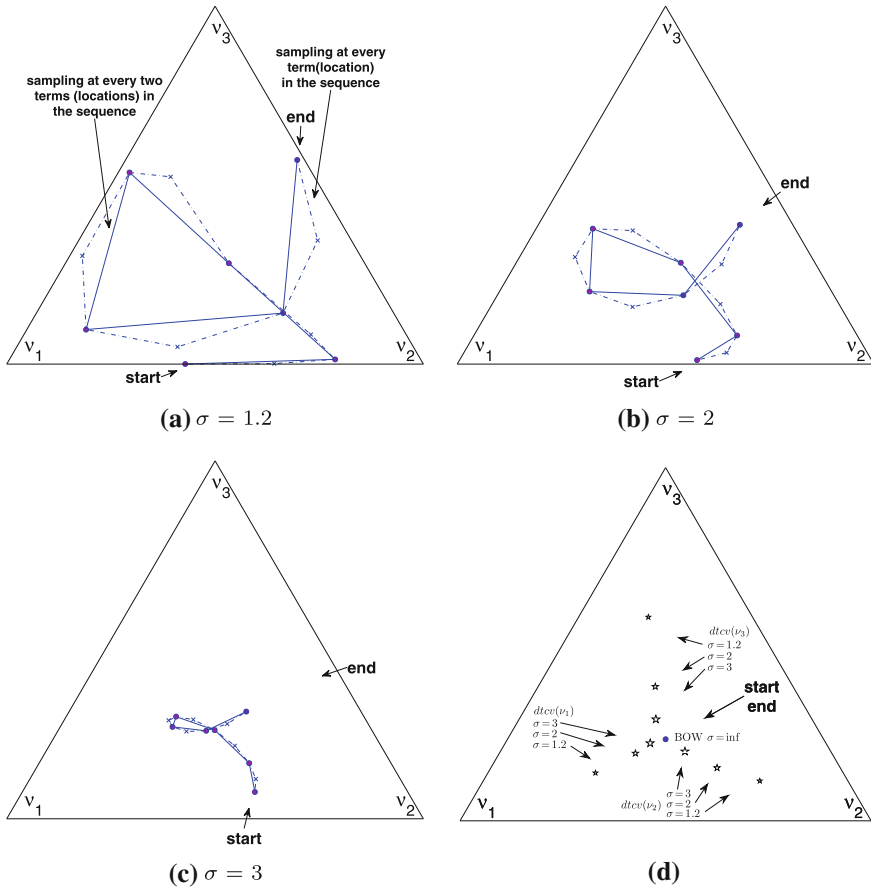 ν3
sampling at every two
terms (locations) in
the sequence
sampling at every
term(location)
in the sequence
end
ν1
ν2
start
(a) σ = 1.2
ν3
end
ν1
ν2
start
(b) σ = 2
ν3
end
ν1
ν2
start
(c) σ = 3
ν3
dtcv(ν3)
σ=1.2
σ=2
σ=3
start
end
dtcv(ν1)
σ=3
σ=2
σ=1.2
BOW σ=inf
σ=3
dtcv(ν2) σ=2
σ=1.2
ν1
ν2
(d)